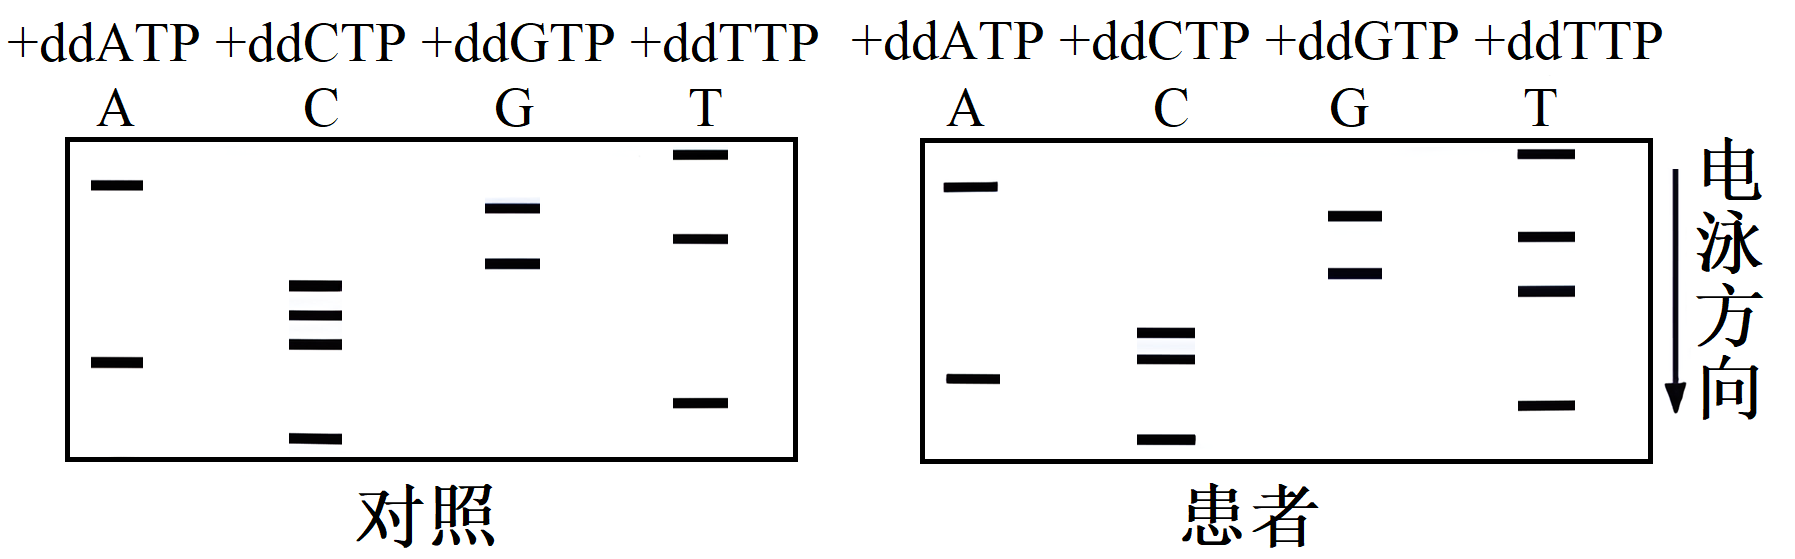 +ddATP +ddCTP +ddGTP +ddTTP +ddATP +ddCTP +ddGTP +ddTTP
A C G T A C G T
电泳方向
对照 患者